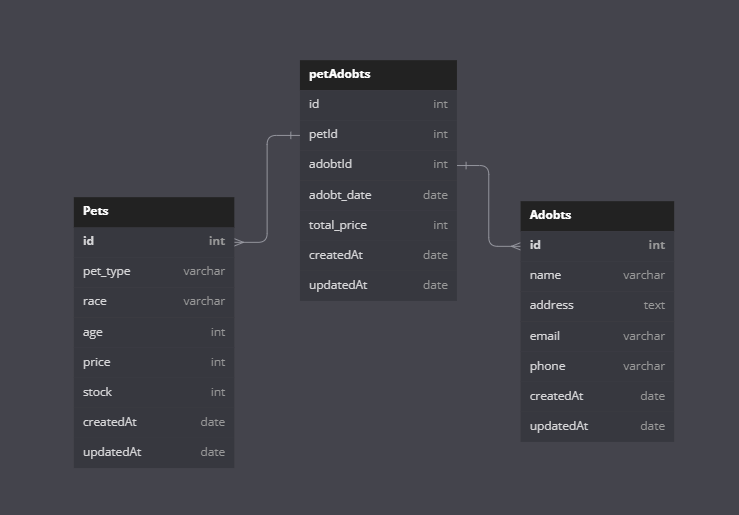 petAdobts
id int
petId int
adobtId int
adobt_date date
total_price int
createdAt date
updatedAt date
Pets
id int
pet_type varchar
race varchar
age int
price int
stock int
createdAt date
updatedAt date
Adobts
id int
name varchar
address text
email varchar
phone varchar
createdAt date
updatedAt date